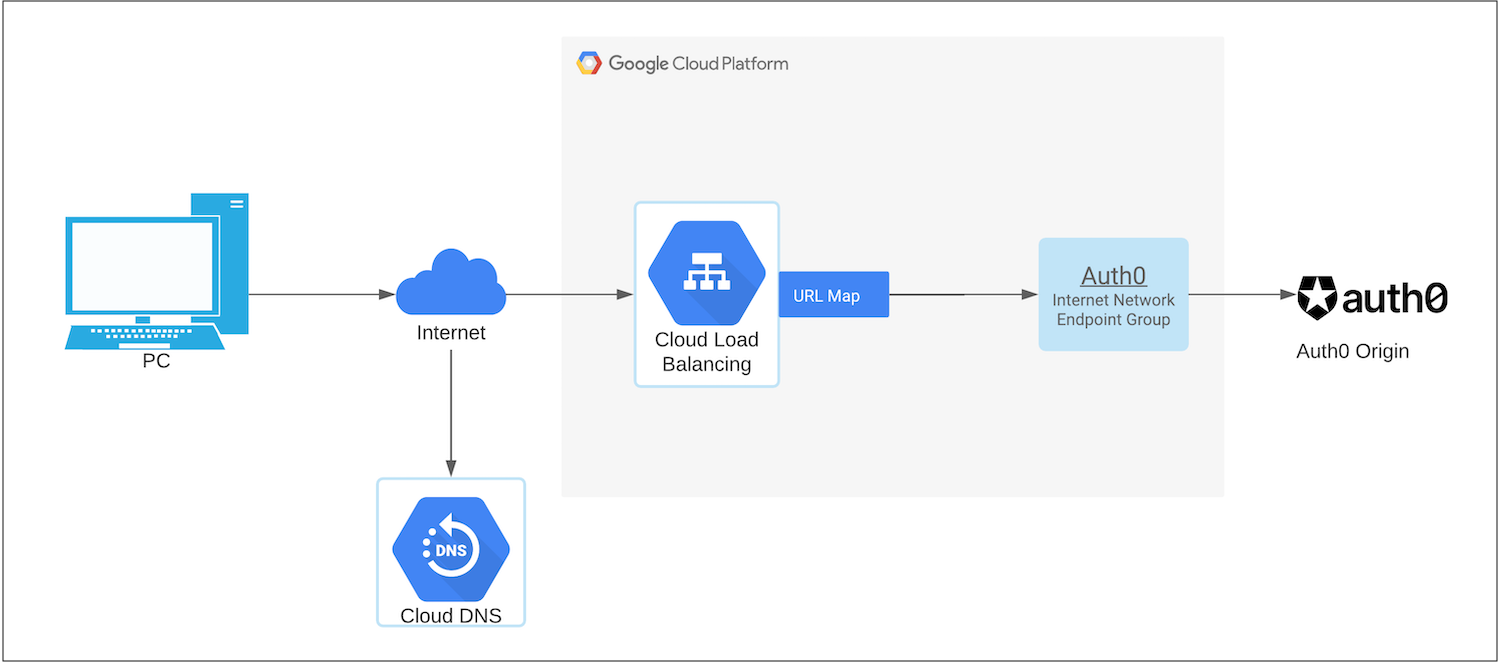 Google Cloud Platform
PC
Internet
Cloud Load
Balancing
URL Map
Auth0
Internet Network
Endpoint Group
auth0
Auth0 Origin
DNS
Cloud DNS